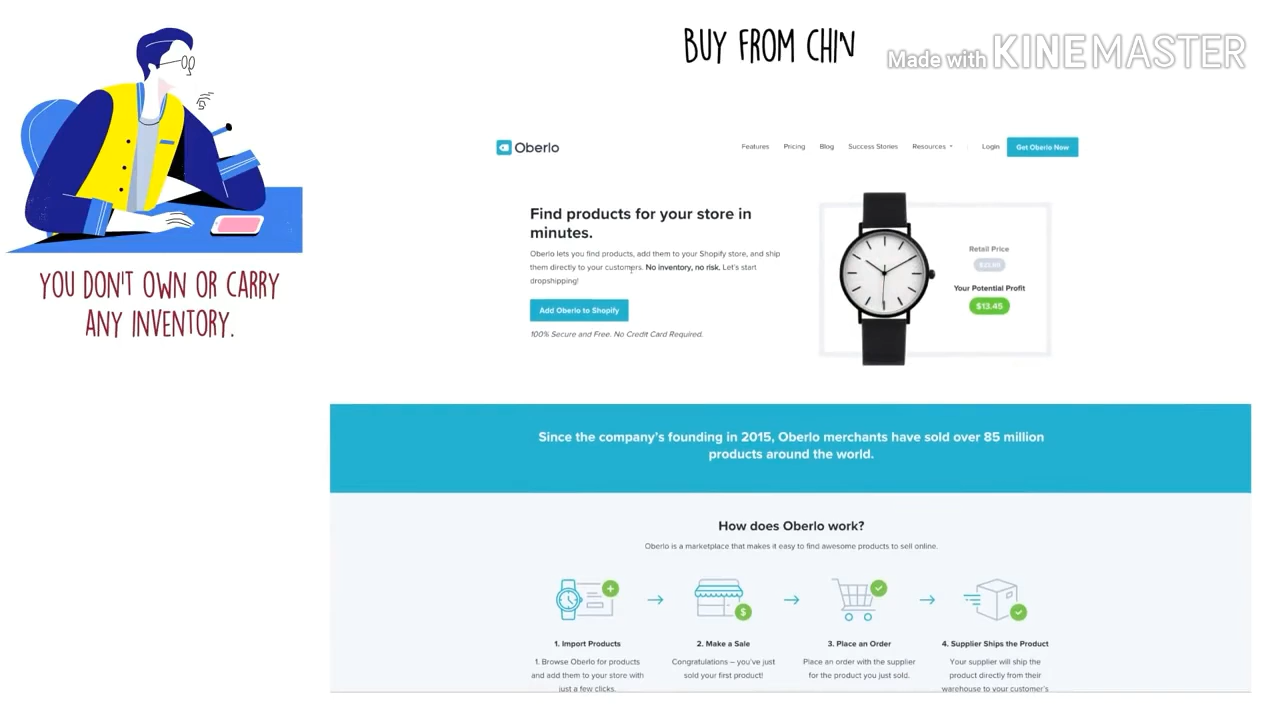 BUY FROM CHIN
Made with KINEMASTER
Oberlo
Features Pricing Blog Success Stories Resources Login Get Oberlo Now
Find products for your store in
minutes.
Oberlo lets you find products, add them to your Shopify store, and ship
them directly to your customers. No inventory, no risk. Let's start
dropshipping!
Add Oberlo to Shopify
100% Secure and Free. No Credit Card Required.
Retail Price
Your Potential Profit
$13.45
YOU DON'T OWN OR CARRY
ANY INVENTORY.
Since the company's founding in 2015, Oberlo merchants have sold over 85 million
products around the world.
How does Oberlo work?
Oberlo is a marketplace that makes it easy to find awesome products to sell online.
$
1. Import Products
1. Browse Oberlo for products
and add them to your store with
just a few clicks.
2. Make a Sale
Congratulations – you've just
sold your first product!
3. Place an Order
Place an order with the supplier
for the product you just sold.
4. Supplier Ships the Product
Your supplier will ship the
product directly from their
warehouse to your customer's